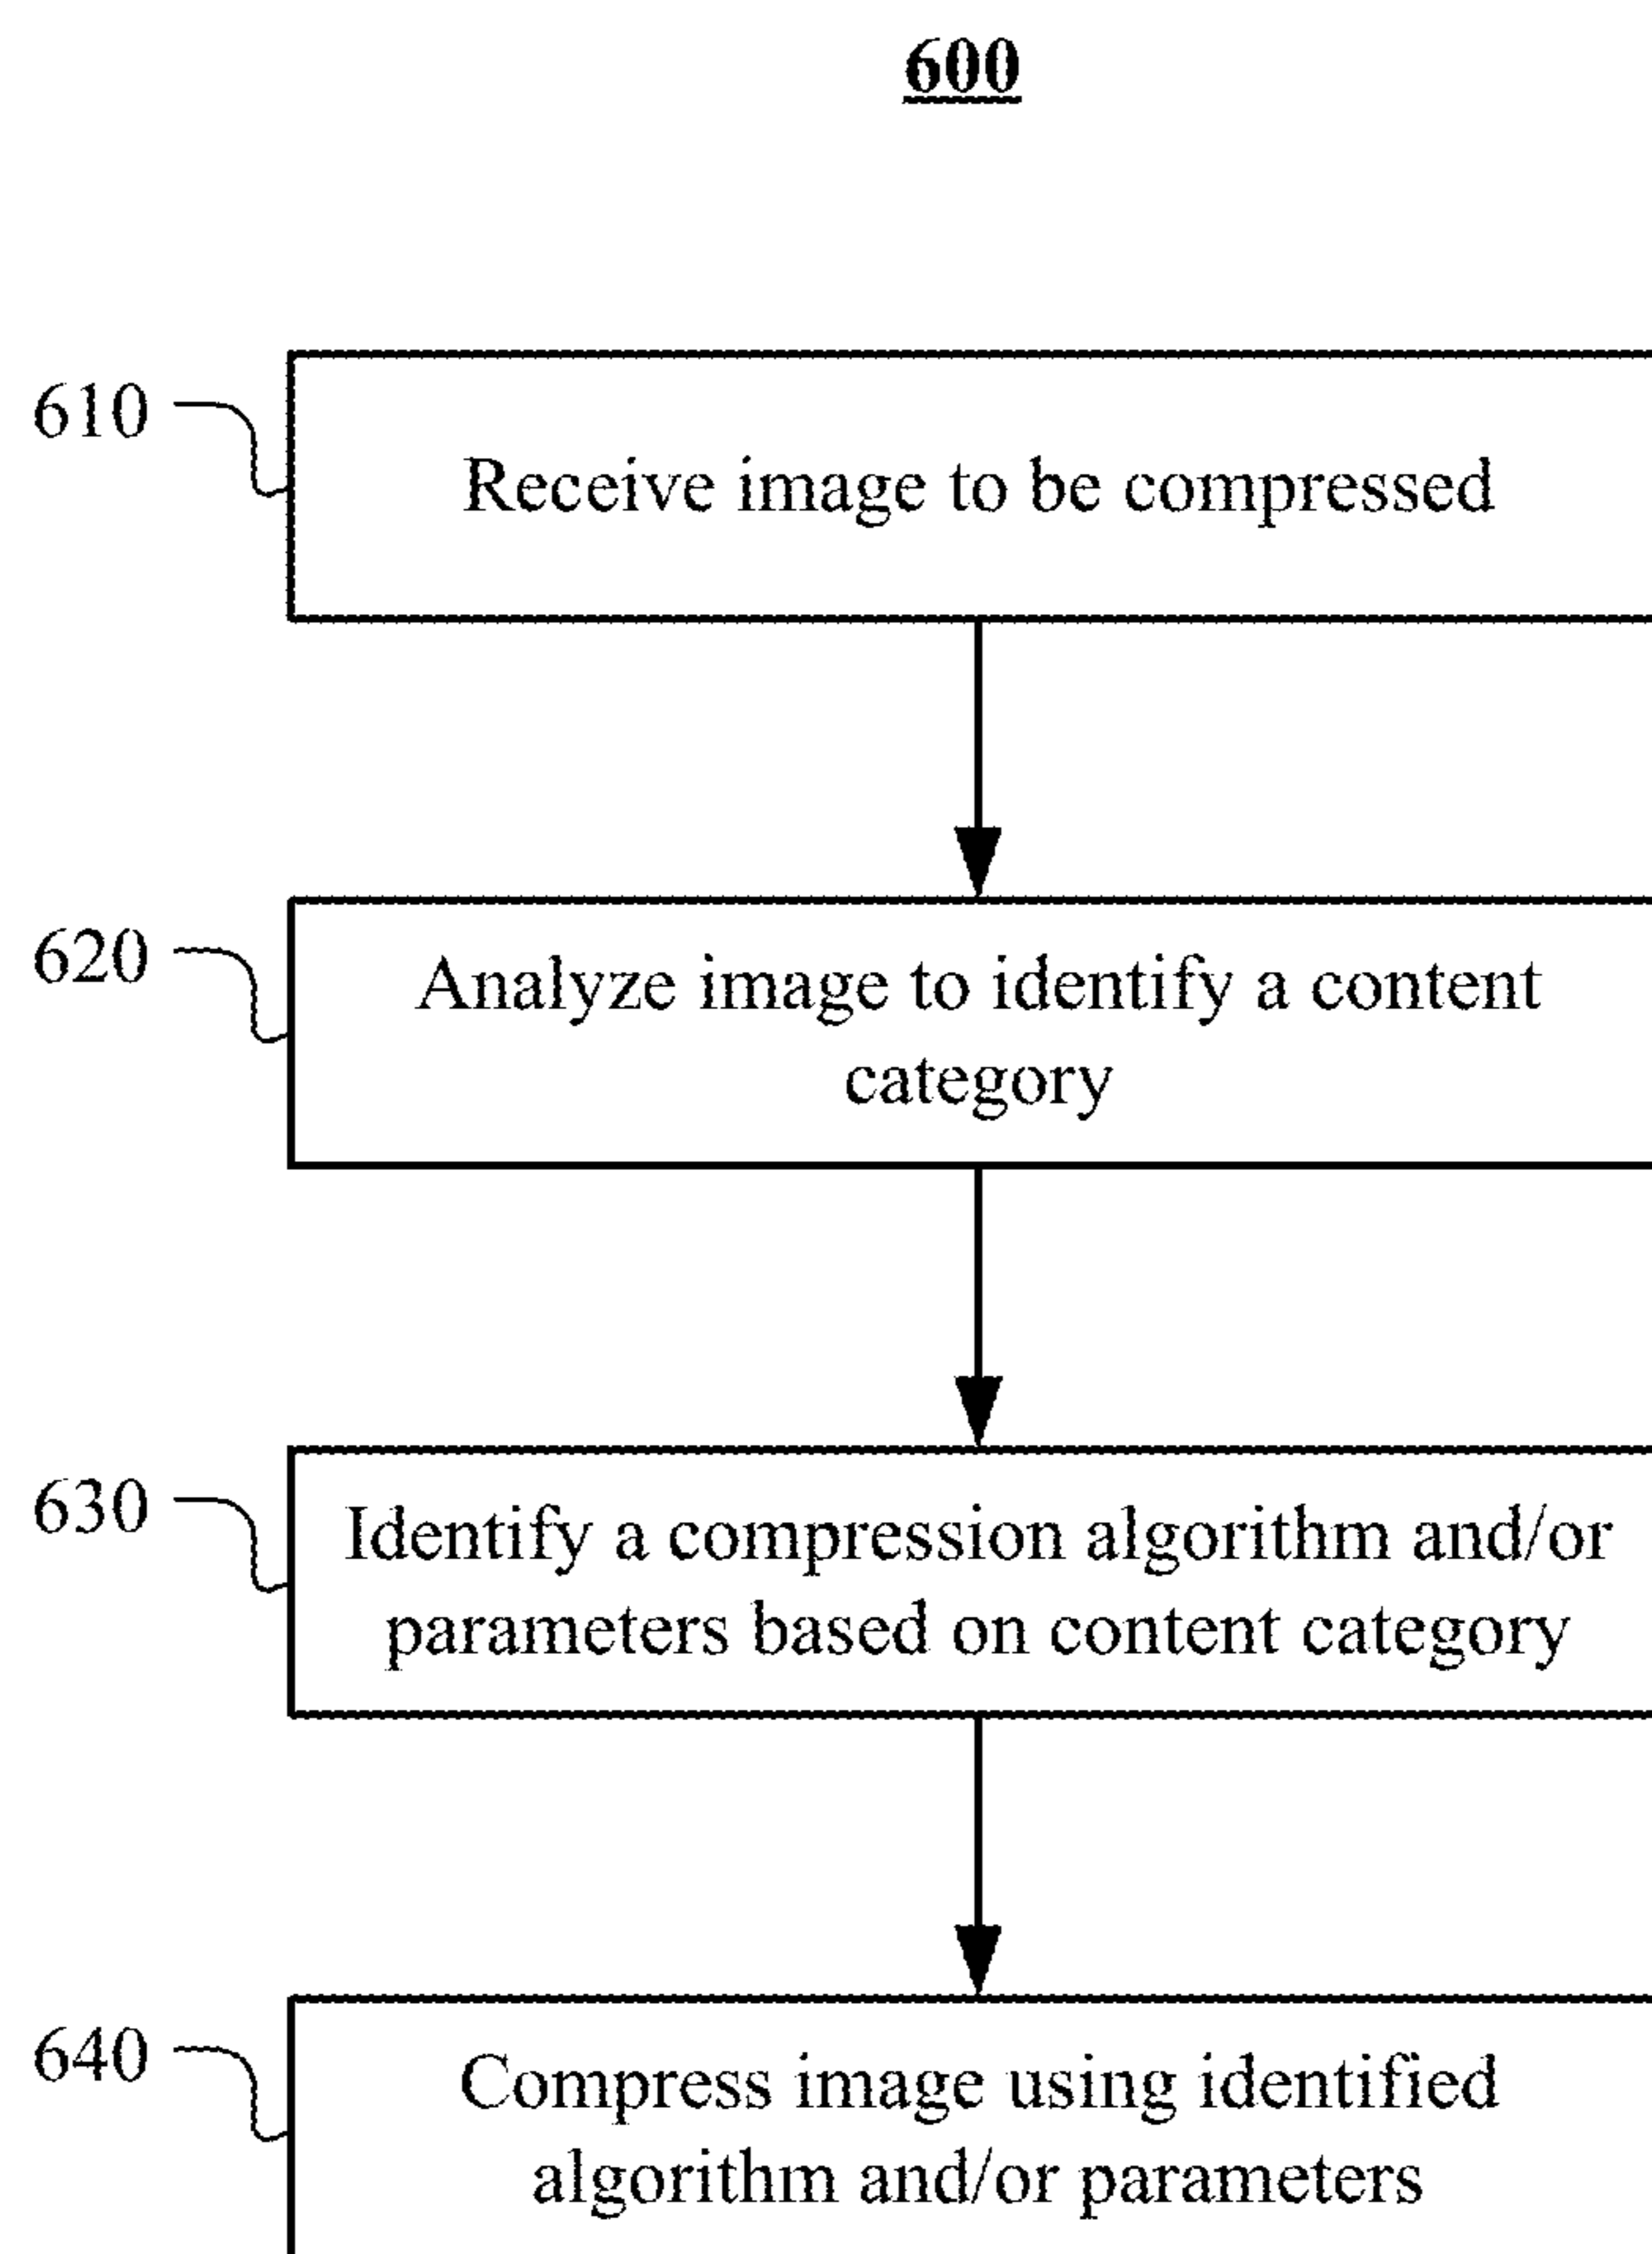 600
610
Receive image to be compressed
620
Analyze image to identify a content
category
630
Identify a compression algorithm and/or
parameters based on content category
640
Compress image using identified
algorithm and/or parameters